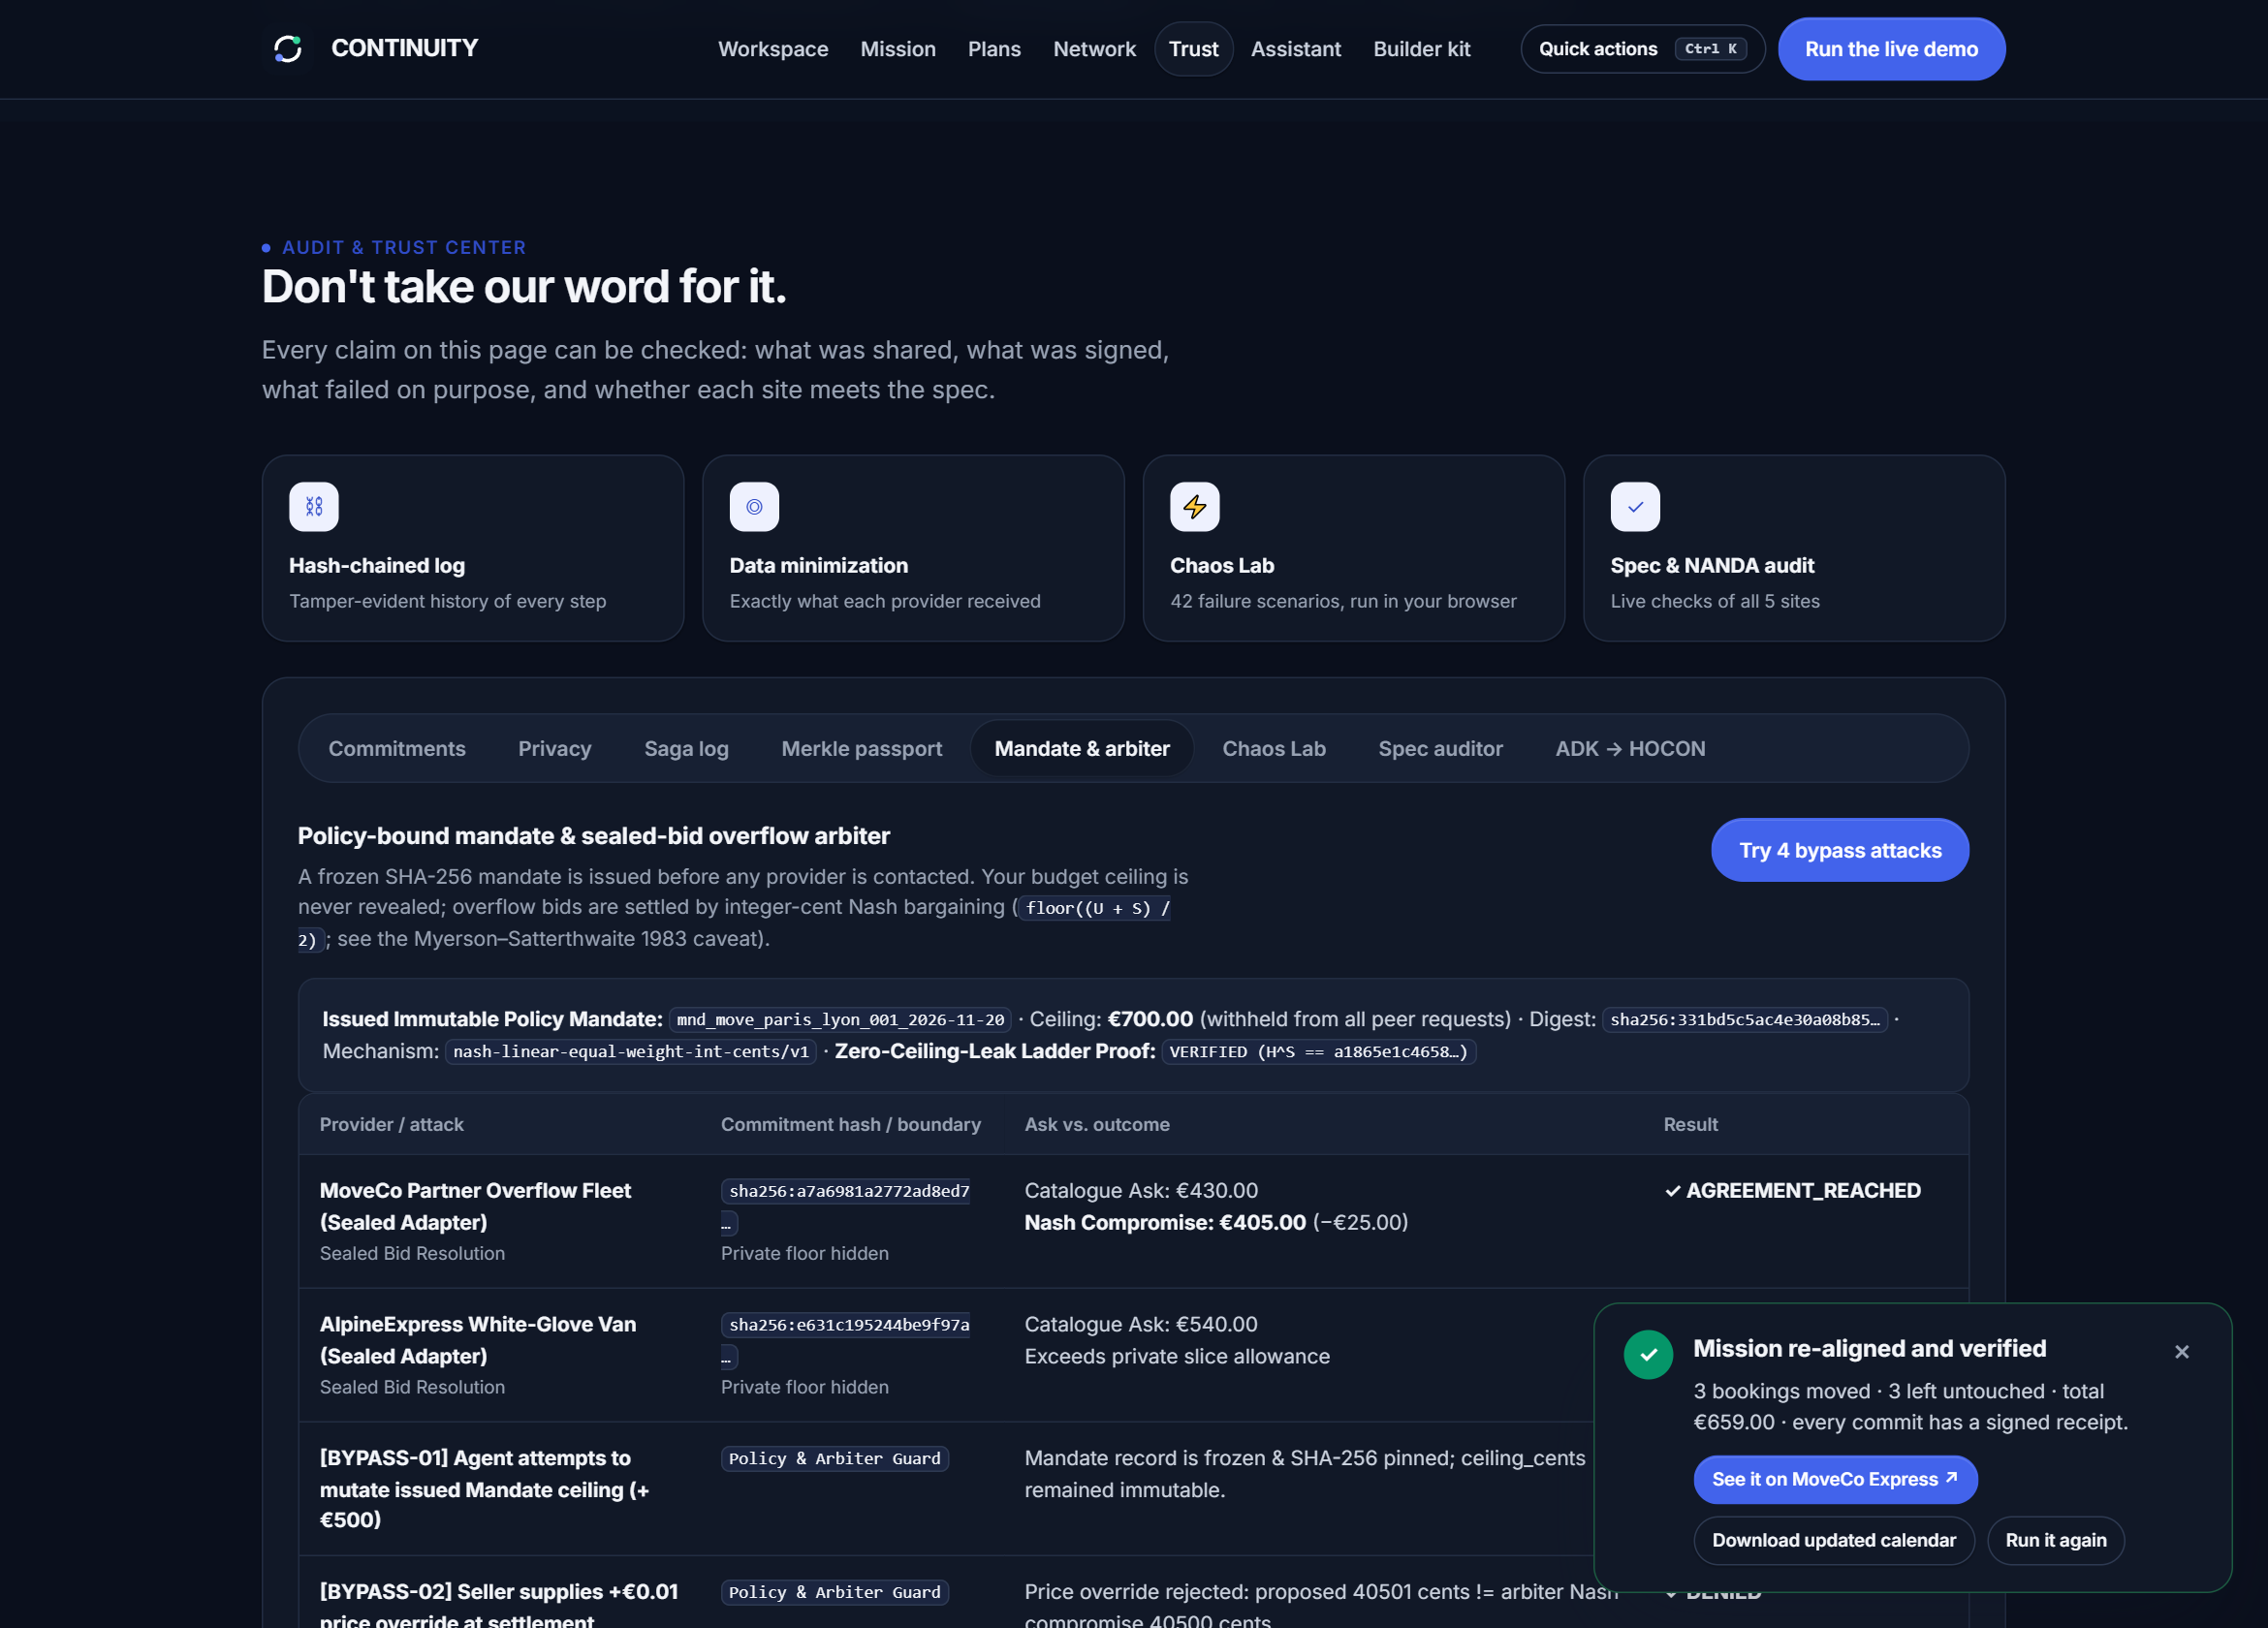 CONTINUITY
Workspace
Mission
Plans
Network
Trust
Assistant
Builder kit
Quick actions Ctrl K
Run the live demo
AUDIT & TRUST CENTER
Don't take our word for it.
Every claim on this page can be checked: what was shared, what was signed,
what failed on purpose, and whether each site meets the spec.
Hash-chained log
Tamper-evident history of every step
Data minimization
Exactly what each provider received
Chaos Lab
42 failure scenarios, run in your browser
Spec & NANDA audit
Live checks of all 5 sites
Commitments
Privacy
Saga log
Merkle passport
Mandate & arbiter
Chaos Lab
Spec auditor
ADK → HOCON
Policy-bound mandate & sealed-bid overflow arbiter
A frozen SHA-256 mandate is issued before any provider is contacted. Your budget ceiling is
never revealed; overflow bids are settled by integer-cent Nash bargaining ( floor((U + S) /
2) ; see the Myerson–Satterthwaite 1983 caveat).
Try 4 bypass attacks
Issued Immutable Policy Mandate: mnd_move_paris_lyon_001_2026-11-20 · Ceiling: €700.00 (withheld from all peer requests) · Digest: sha256:331bd5c5ac4e30a08b85… ·
Mechanism: nash-linear-equal-weight-int-cents/v1 · Zero-Ceiling-Leak Ladder Proof: VERIFIED (H^S == a1865e1c4658…)
Provider / attack
Commitment hash / boundary
Ask vs. outcome
Result
MoveCo Partner Overflow Fleet
(Sealed Adapter)
Sealed Bid Resolution
sha256:a7a6981a2772ad8ed7
…
Private floor hidden
Catalogue Ask: €430.00
Nash Compromise: €405.00 (−€25.00)
✓ AGREEMENT_REACHED
AlpineExpress White-Glove Van
(Sealed Adapter)
Sealed Bid Resolution
sha256:e631c195244be9f97a
…
Private floor hidden
Catalogue Ask: €540.00
Exceeds private slice allowance
[BYPASS-01] Agent attempts to
mutate issued Mandate ceiling (+
€500)
Policy & Arbiter Guard
Mandate record is frozen & SHA-256 pinned; ceiling_cents
remained immutable.
[BYPASS-02] Seller supplies +€0.01
price override at settlement
Policy & Arbiter Guard
Price override rejected: proposed 40501 cents != arbiter Nash
compromise 40500 cents
✓ DENIED
Mission re-aligned and verified
3 bookings moved · 3 left untouched · total
€659.00 · every commit has a signed receipt.
See it on MoveCo Express ↗
Download updated calendar
Run it again